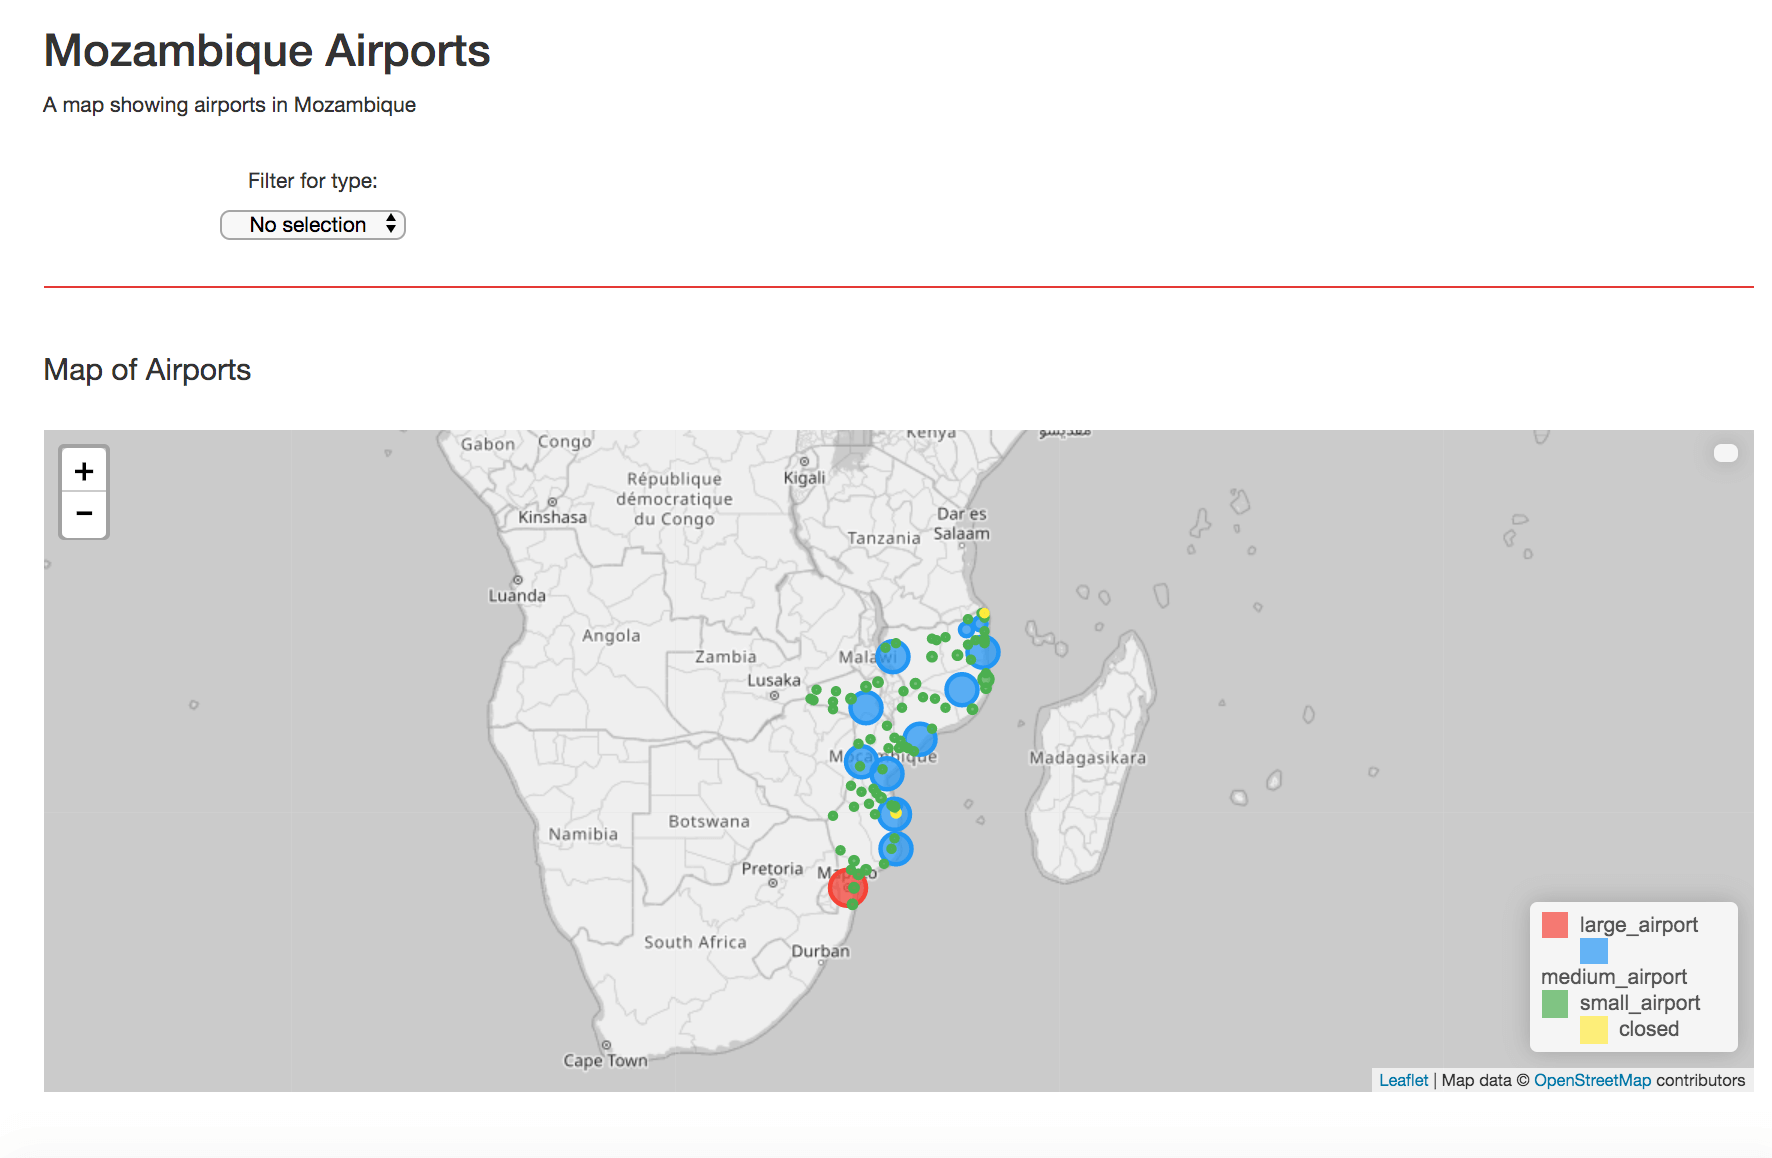 Mozambique Airports
A map showing airports in Mozambique
Filter for type:
No selection
Map of Airports
+
−
Gabon
Congo
Kenya
République
démocratique
du Congo
Kigali
Kinshasa
Dar es
Salaam
Tanzania
Luanda
Angola
Zambia
Malawi
Lusaka
Moçambique
Madagasikara
Namibia
Botswana
Pretoria
Maputo
South Africa
Durban
Cape Town
large_airport
medium_airport
small_airport
closed
Leaflet | Map data © OpenStreetMap contributors